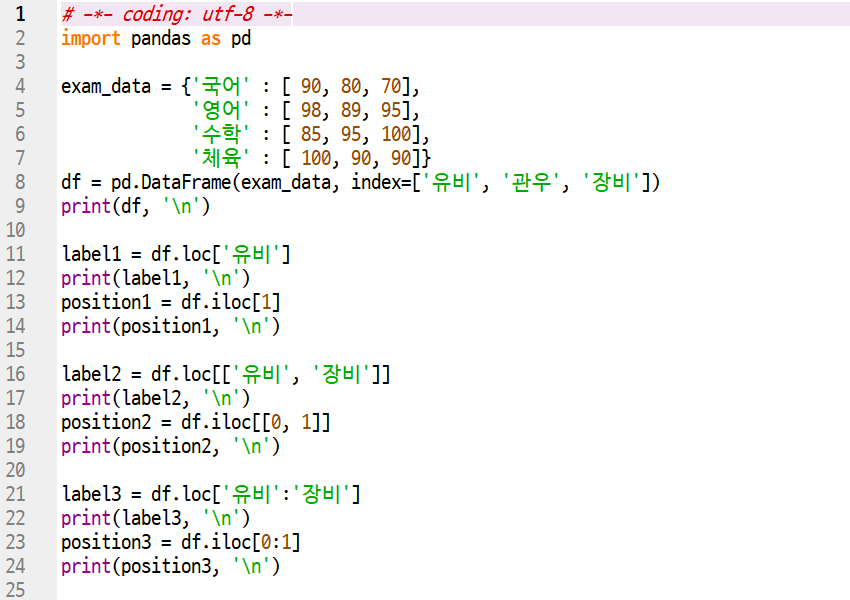 1 # -*- coding: utf-8 -*-
2 import pandas as pd
3
4 exam_data = {'국어' : [ 90, 80, 70],
5              '영어' : [ 98, 89, 95],
6              '수학' : [ 85, 95, 100],
7              '체육' : [ 100, 90, 90]}
8 df = pd.DataFrame(exam_data, index=['유비', '관우', '장비'])
9 print(df, '\n')
10
11 label1 = df.loc['유비']
12 print(label1, '\n')
13 position1 = df.iloc[1]
14 print(position1, '\n')
15
16 label2 = df.loc[['유비', '장비']]
17 print(label2, '\n')
18 position2 = df.iloc[[0, 1]]
19 print(position2, '\n')
20
21 label3 = df.loc['유비':'장비']
22 print(label3, '\n')
23 position3 = df.iloc[0:1]
24 print(position3, '\n')
25